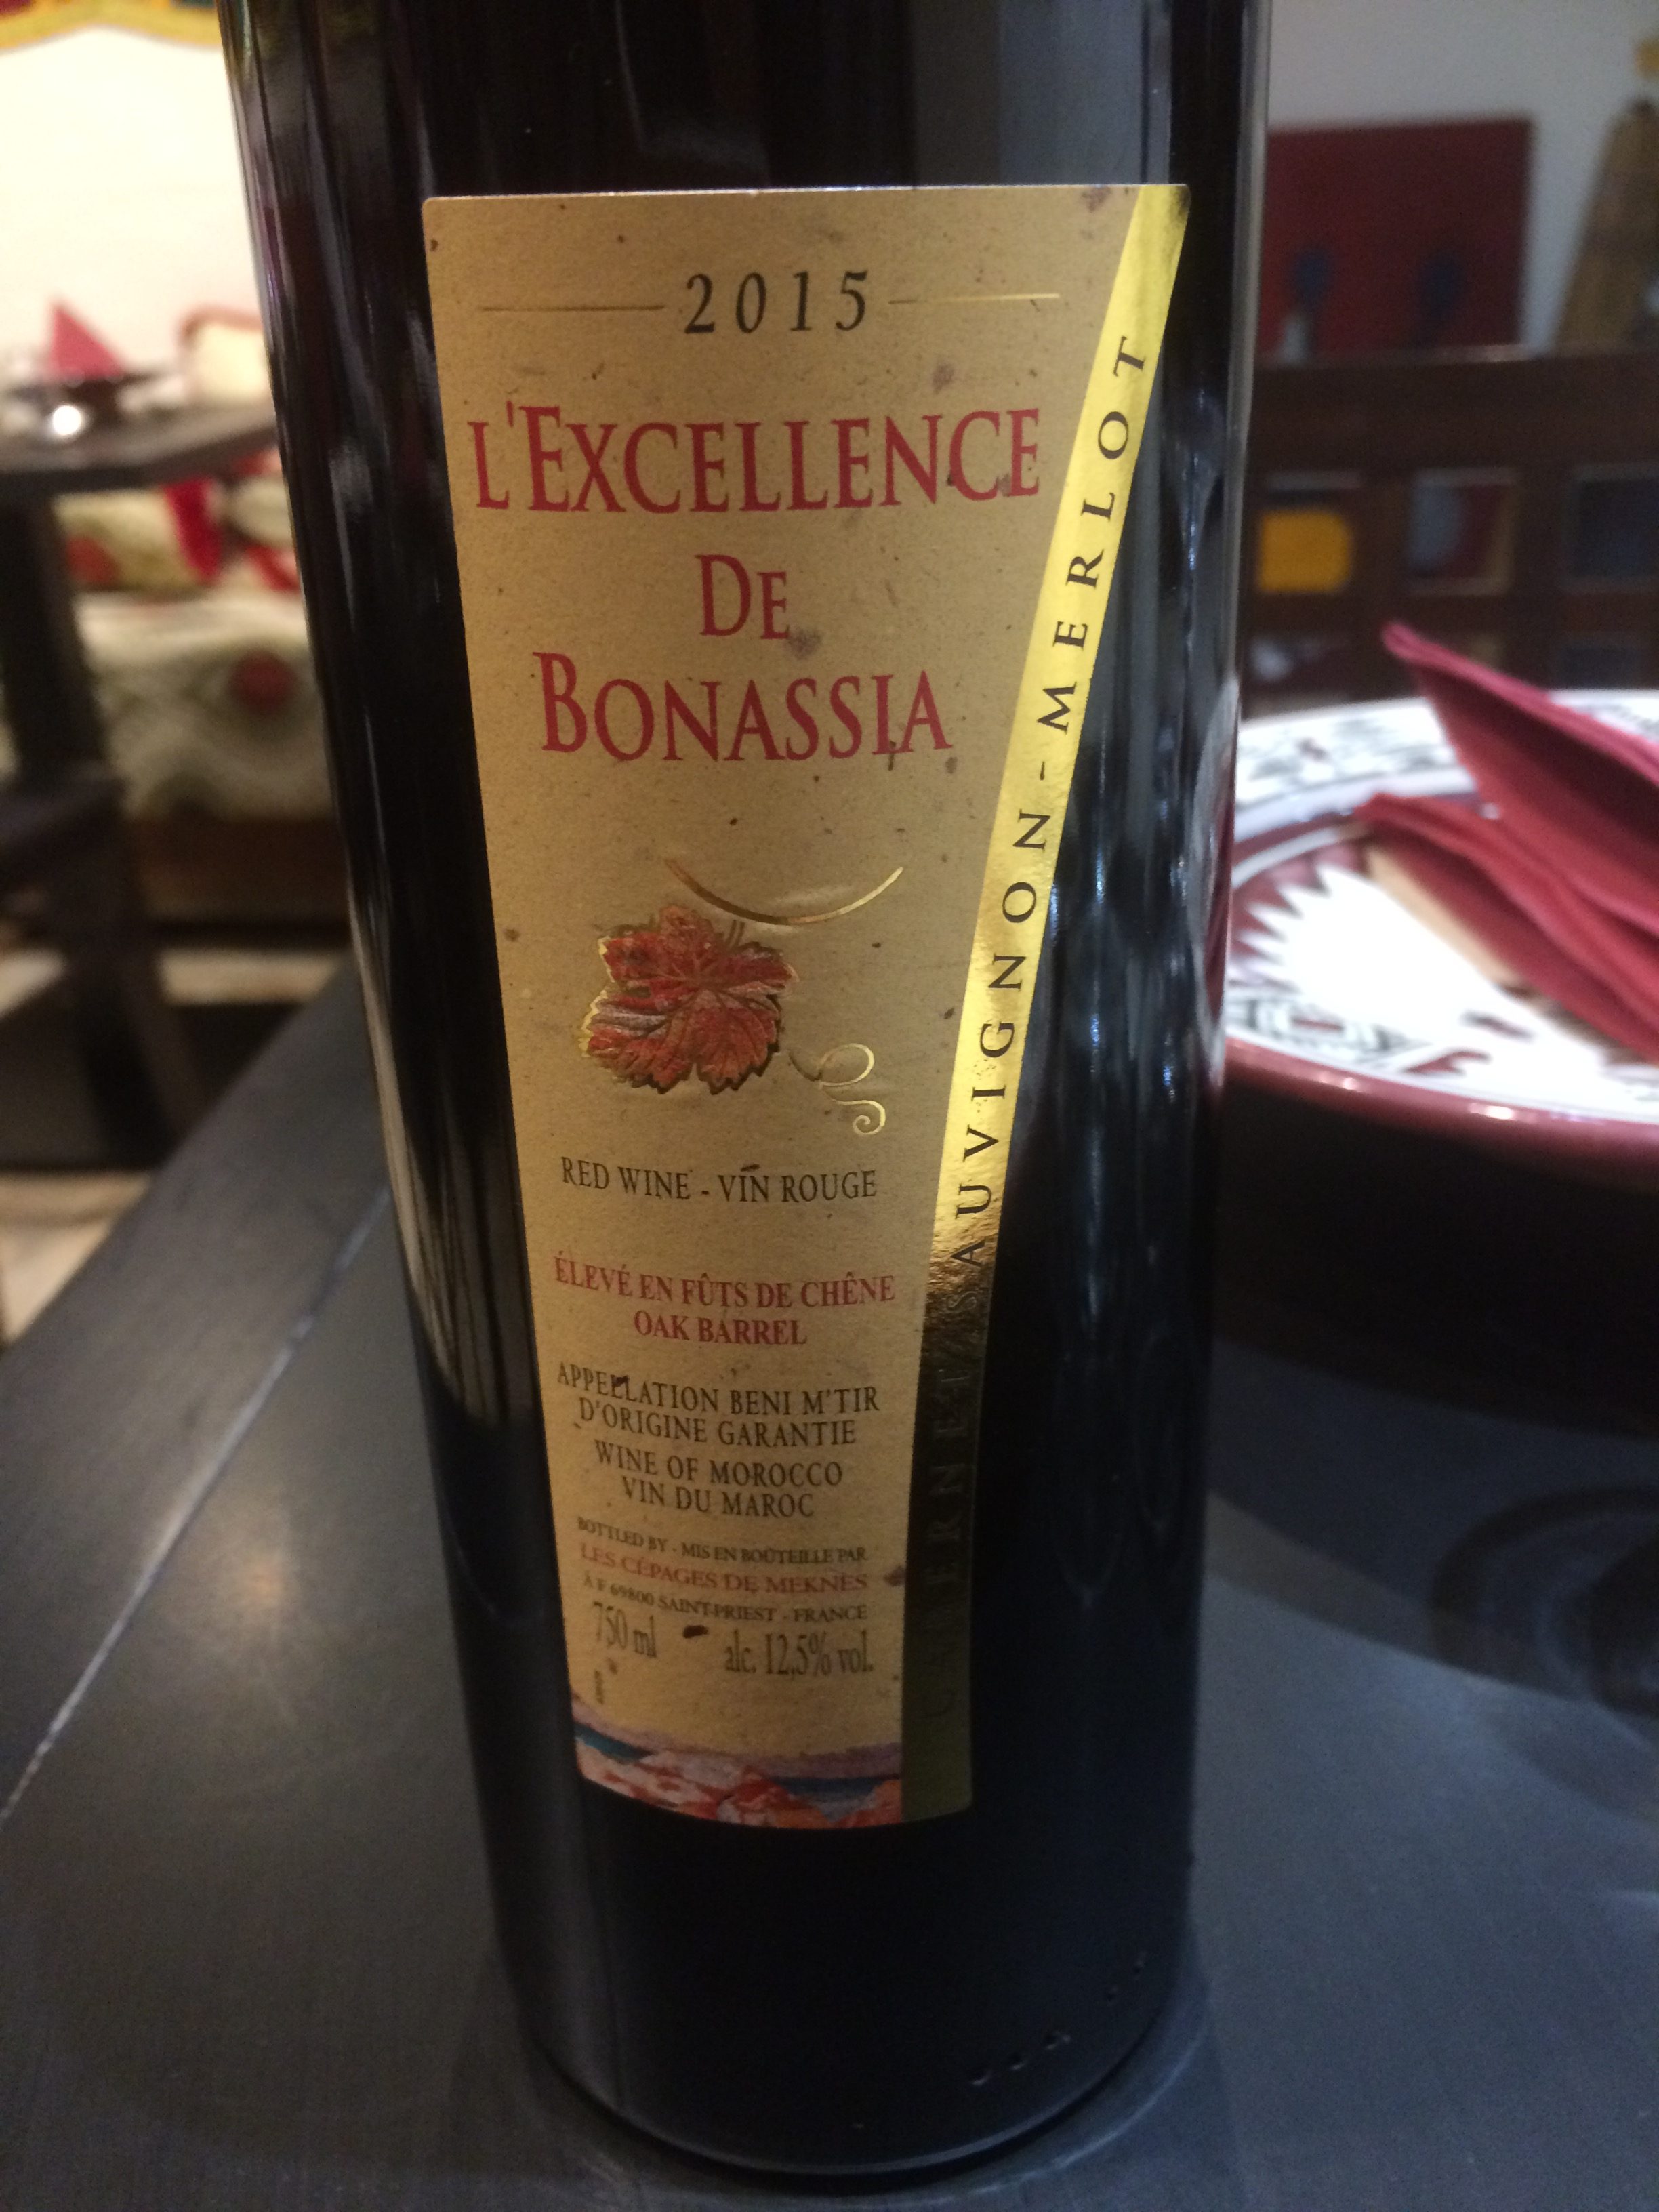 2015
L'EXCELLENCE
DE
BONASSIA
RED WINE - VIN ROUGE
ÉLEVÉ EN FÛTS DE CHÊNE
OAK BARREL
APPELLATION BENI M'TIR
D'ORIGINE GARANTIE
WINE OF MOROCCO
VIN DU MAROC
BOTTLED BY - MIS EN BOUTEILLE PAR
LES CÉPAGES DE MEKNÈS
À F 69800 SAINT-PRIEST - FRANCE
750 ml alc. 12,5% vol.
CABERNET SAUVIGNON - MERLOT